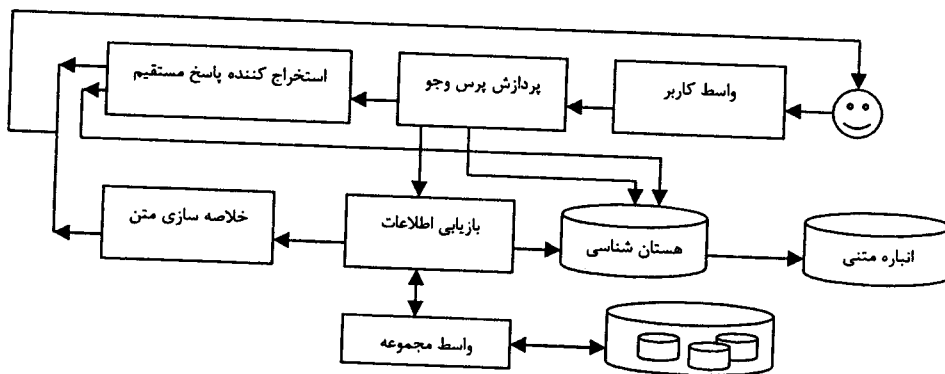 واسط کاربر
پردازش پرس وجو
استخراج کننده پاسخ مستقیم
خلاصه سازی متن
بازیابی اطلاعات
هستان شناسی
انباره متنی
واسط مجموعه